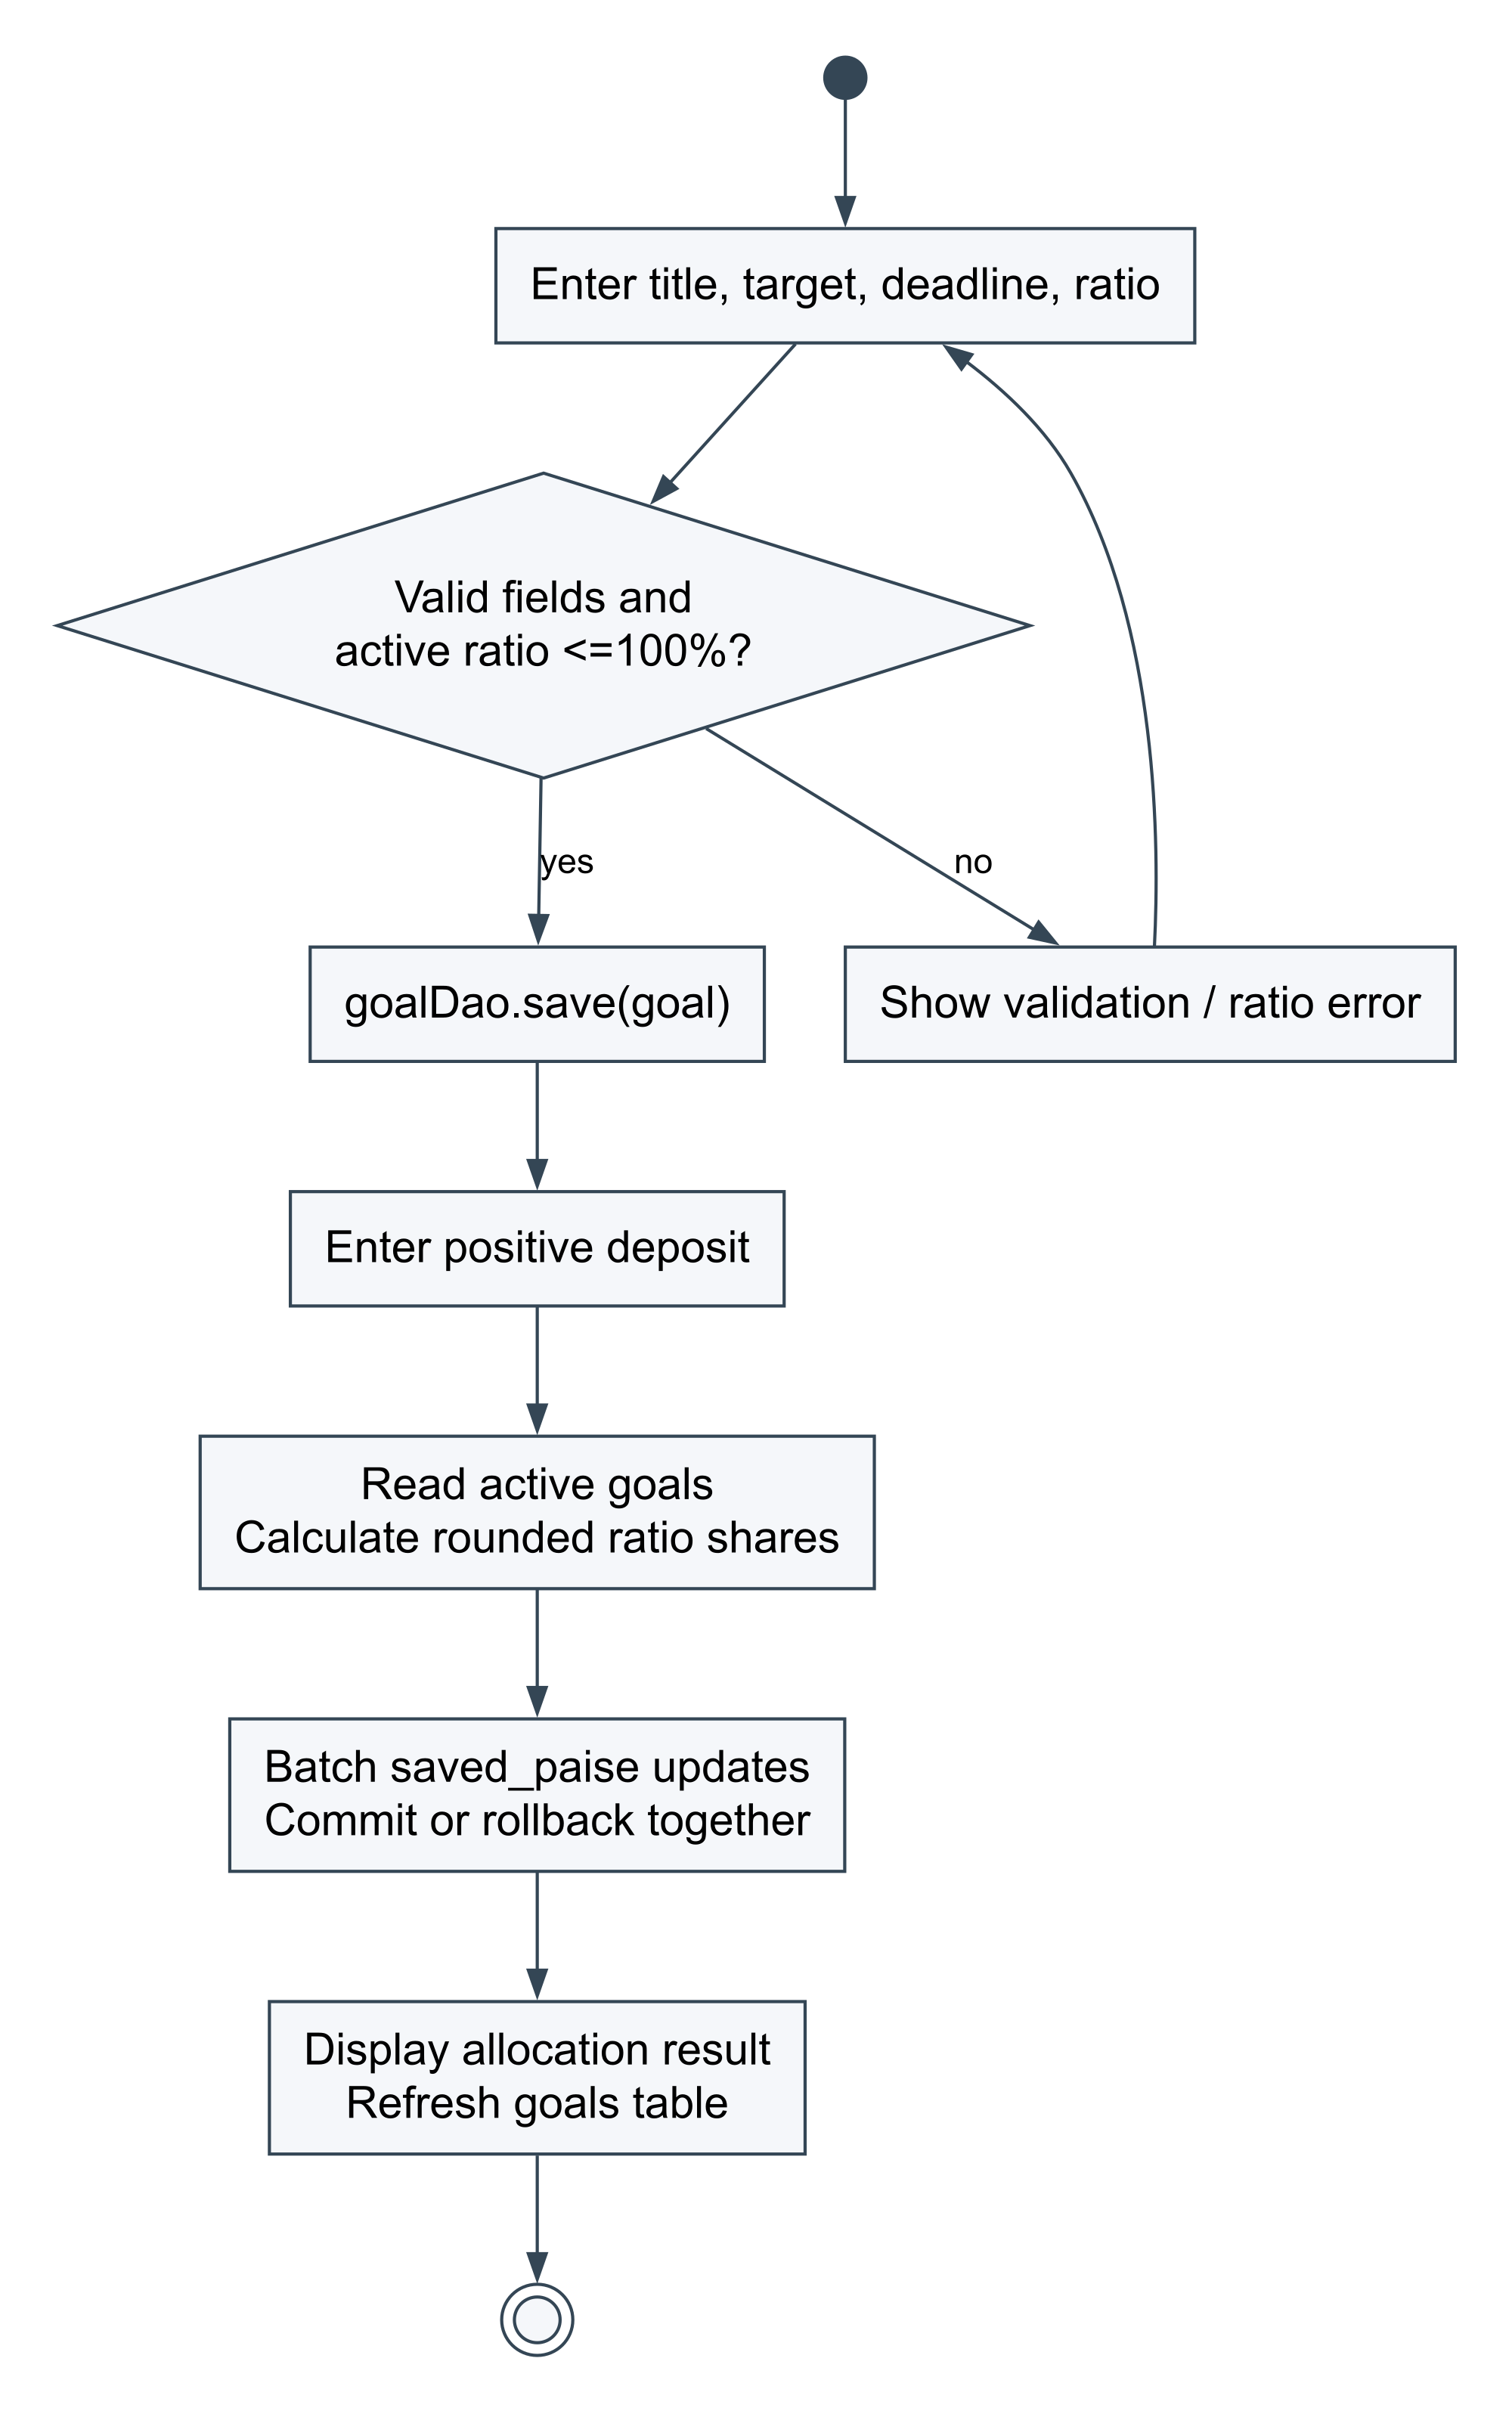 Enter title, target, deadline, ratio
Valid fields and
active ratio <=100%?
yes
no
goalDao.save(goal)
Show validation / ratio error
Enter positive deposit
Read active goals
Calculate rounded ratio shares
Batch saved_paise updates
Commit or rollback together
Display allocation result
Refresh goals table